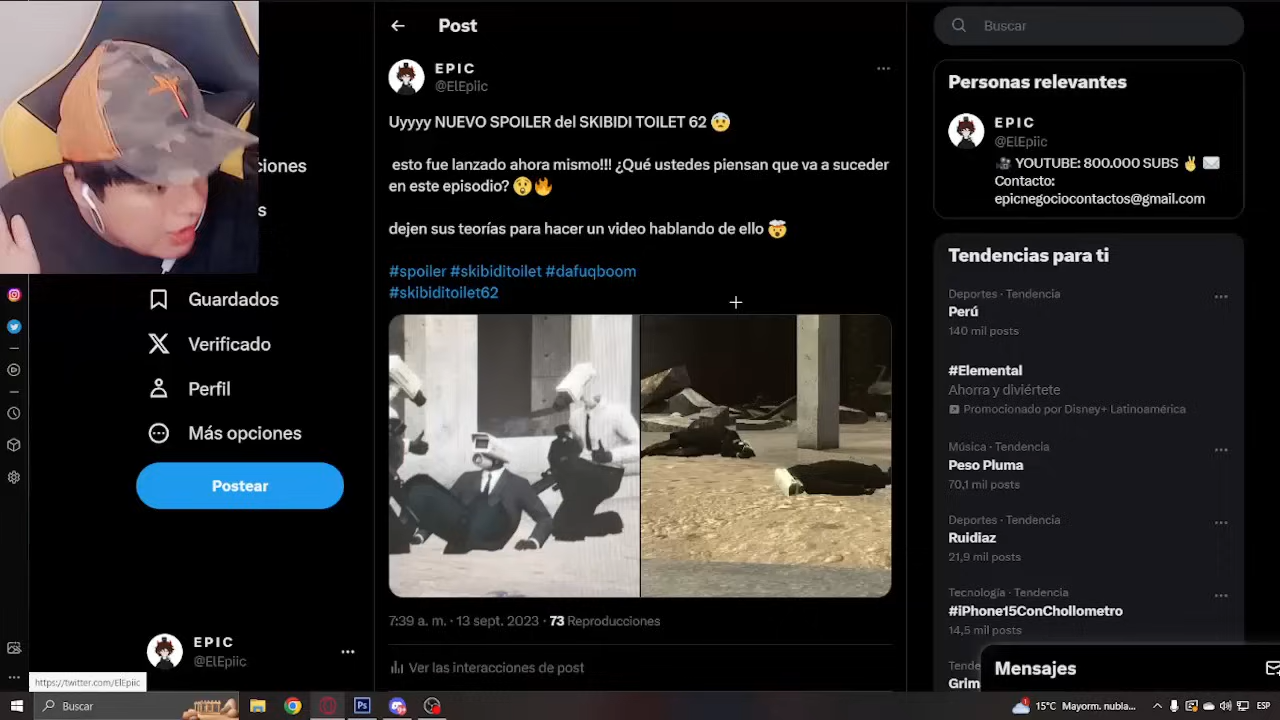 Post
Buscar
EPIC
@ElEpiic
Uyyyy NUEVO SPOILER del SKIBIDI TOILET 62 😨
esto fue lanzado ahora mismo!!! ¿Qué ustedes piensan que va a suceder
en este episodio? 😲🔥
dejen sus teorías para hacer un video hablando de ello 🤯
#spoiler #skibiditoilet #dafuqboom
#skibiditoilet62
7:39 a. m. · 13 sept. 2023 · 73 Reproducciones
Ver las interacciones de post
ciones
s
Guardados
Verificado
Perfil
Más opciones
Postear
EPIC
@ElEpiic
https://twitter.com/ElEpiic
Personas relevantes
EPIC
@ElEpiic
🎥 YOUTUBE: 800.000 SUBS ✌️ ✉️
Contacto:
epicnegociocontactos@gmail.com
Tendencias para ti
Deportes · Tendencia
Perú
140 mil posts
#Elemental
Ahora y diviértete
Promocionado por Disney+ Latinoamérica
Música · Tendencia
Peso Pluma
70,1 mil posts
Deportes · Tendencia
Ruidiaz
21,9 mil posts
Tecnología · Tendencia
#iPhone15ConChollometro
14,5 mil posts
Tende
Grim
Mensajes
Buscar
Ps
15°C Mayorm. nubla...
ESP